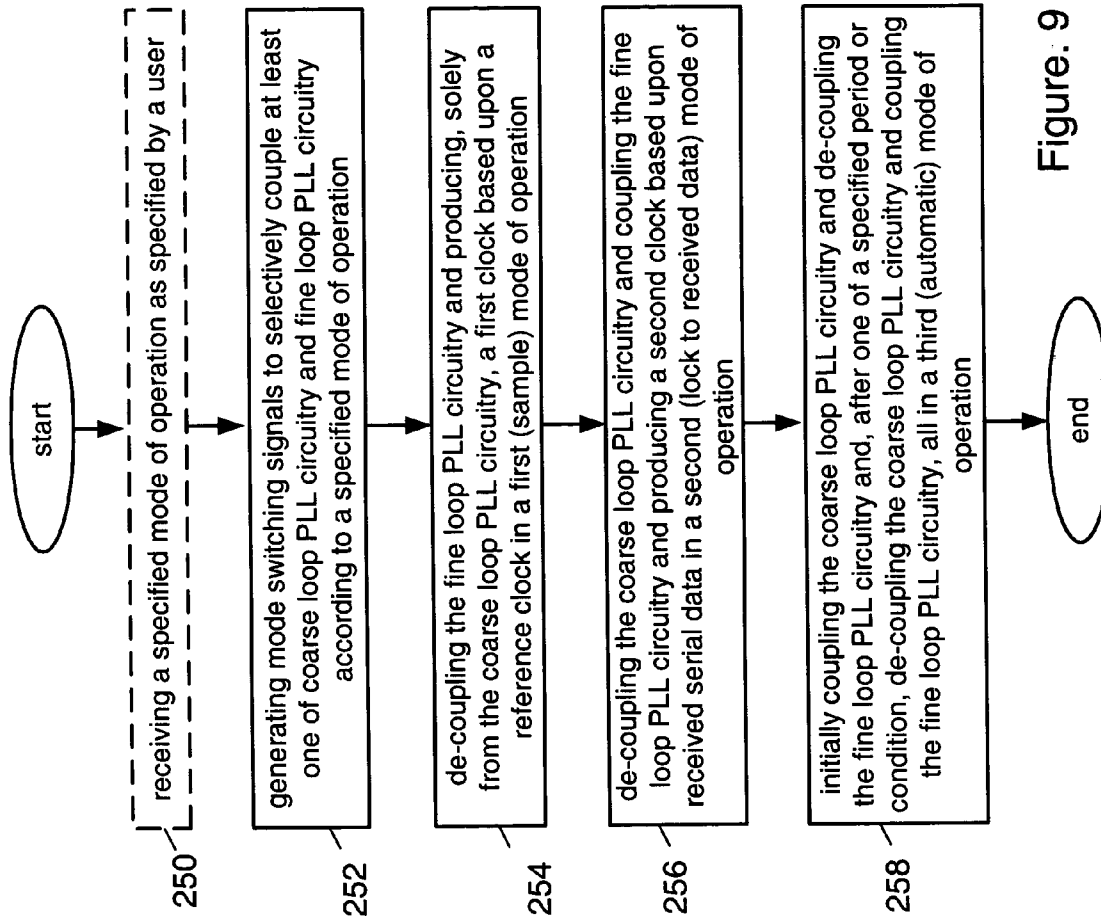 start
250
receiving a specified mode of operation as specified by a user
252
generating mode switching signals to selectively couple at least
one of coarse loop PLL circuitry and fine loop PLL circuitry
according to a specified mode of operation
254
de-coupling the fine loop PLL circuitry and producing, solely
from the coarse loop PLL circuitry, a first clock based upon a
reference clock in a first (sample) mode of operation
256
de-coupling the coarse loop PLL circuitry and coupling the fine
loop PLL circuitry and producing a second clock based upon
received serial data in a second (lock to received data) mode of
operation
258
initially coupling the coarse loop PLL circuitry and de-coupling
the fine loop PLL circuitry and, after one of a specified period or
condition, de-coupling the coarse loop PLL circuitry and coupling
the fine loop PLL circuitry, all in a third (automatic) mode of
operation
end
Figure. 9